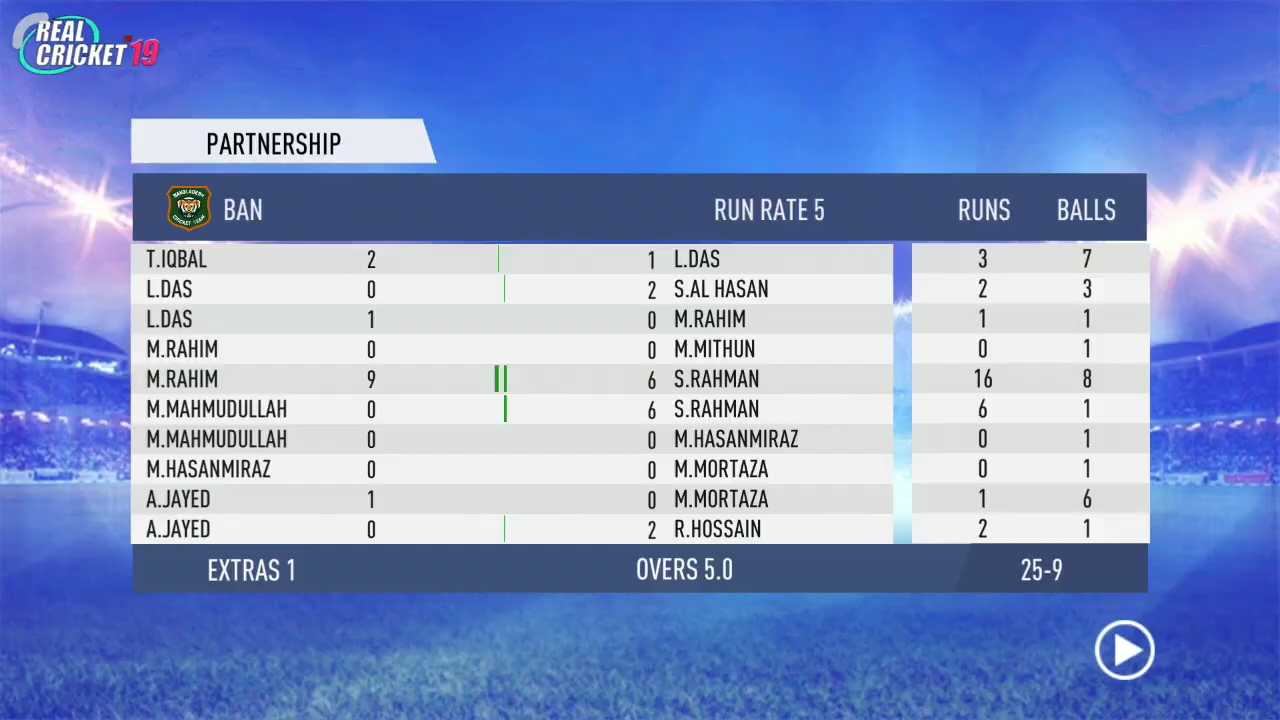 REAL
CRICKET'19
PARTNERSHIP
BAN RUN RATE 5 RUNS BALLS
T.IQBAL 2 1 L.DAS 3 7
L.DAS 0 2 S.AL HASAN 2 3
L.DAS 1 0 M.RAHIM 1 1
M.RAHIM 0 0 M.MITHUN 0 1
M.RAHIM 9 6 S.RAHMAN 16 8
M.MAHMUDULLAH 0 6 S.RAHMAN 6 1
M.MAHMUDULLAH 0 0 M.HASANMIRAZ 0 1
M.HASANMIRAZ 0 0 M.MORTAZA 0 1
A.JAYED 1 0 M.MORTAZA 1 6
A.JAYED 0 2 R.HOSSAIN 2 1
EXTRAS 1 OVERS 5.0 25-9